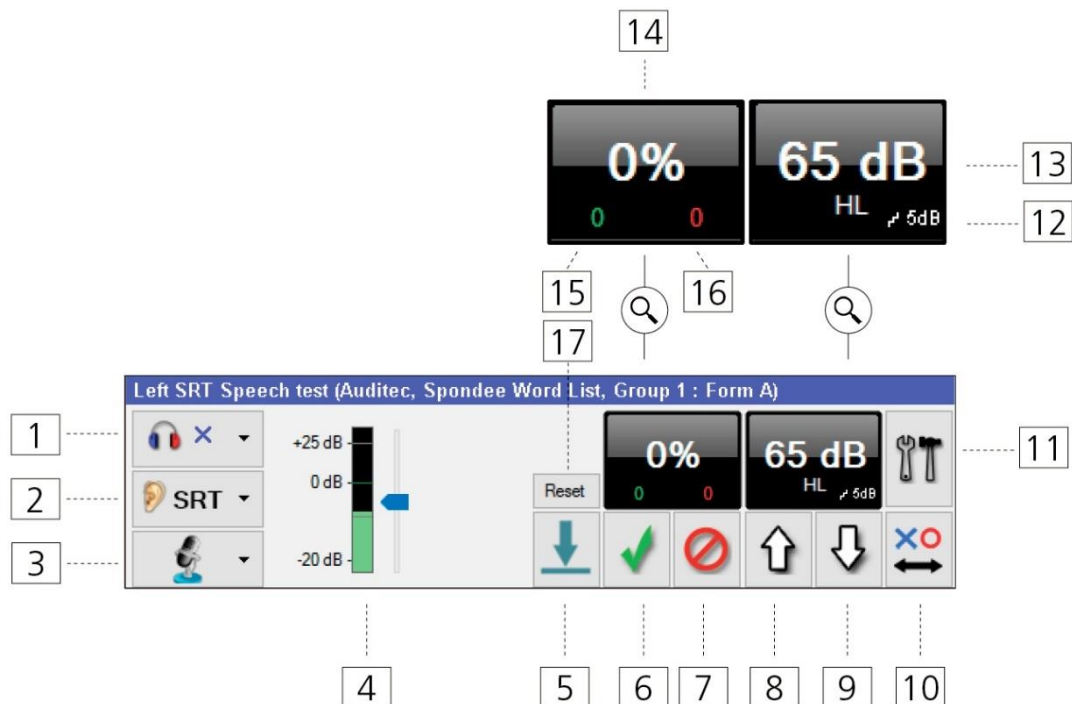 14
0%
0 0
65 dB
HL
5dB
13
12
15
16
17
Left SRT Speech test (Auditec, Spondee Word List, Group 1 : Form A)
1
2
3
SRT
+25 dB
0 dB
-20 dB
Reset
0%
0 0
65 dB
HL
5dB
11
4
5
6
7
8
9
10